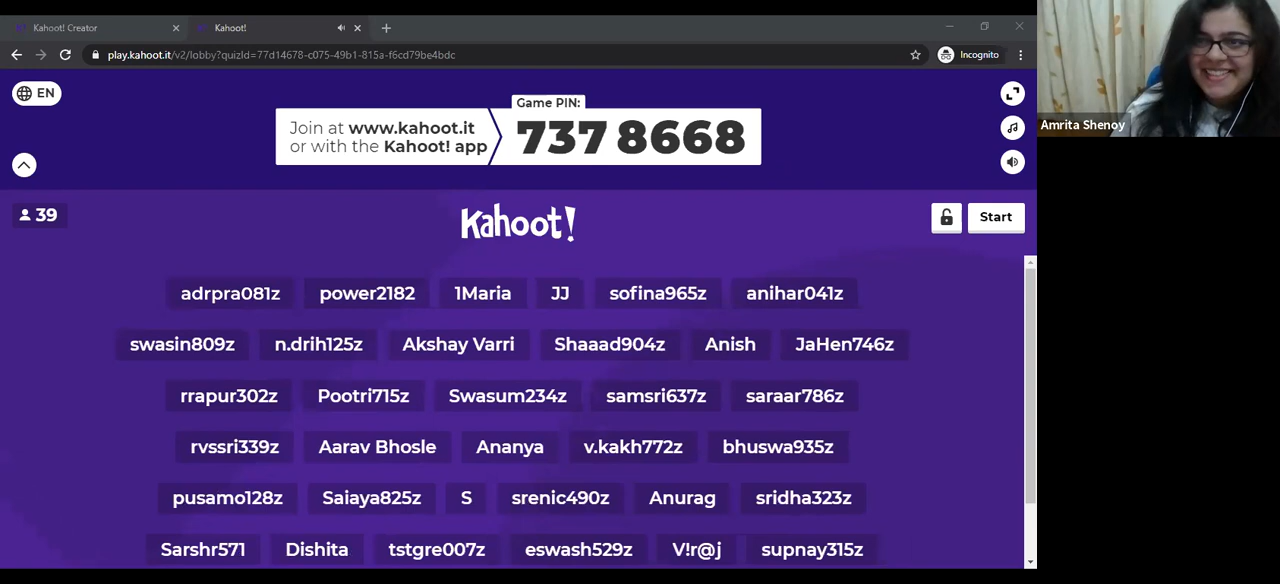 Kahoot! Creator
Kahoot!
play.kahoot.it/v2/lobby?quizId=77d14678-c075-49b1-815a-f6cd79be4bdc
Incognito
EN
Join at www.kahoot.it
or with the Kahoot! app
Game PIN:
737 8668
Amrita Shenoy
39
Kahoot!
Start
adrpra081z power2182 1Maria JJ sofina965z anihar041z
swasin809z n.drih125z Akshay Varri Shaaad904z Anish JaHen746z
rrapur302z Pootri715z Swasum234z samsri637z saraar786z
rvssri339z Aarav Bhosle Ananya v.kakh772z bhuswa935z
pusamo128z Saiaya825z S srenic490z Anurag sridha323z
Sarshr571 Dishita tstgre007z eswash529z V!r@j supnay315z